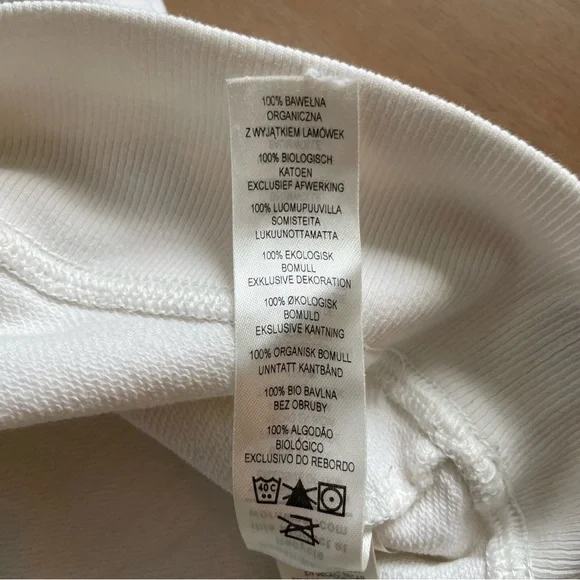 100% BAWEŁNA
ORGANICZNA
Z WYJĄTKIEM LAMÓWEK
100% BIOLOGISCH
KATOEN
EXCLUSIEF AFWERKING
100% LUOMUPUUVILLA
SOMISTEITA
LUKUUNOTTAMATTA
100% EKOLOGISK
BOMULL
EXKLUSIVE DEKORATION
100% ØKOLOGISK
BOMULD
EKSLUSIVE KANTNING
100% ORGANISK BOMULL
UNNTATT KANTBÅND
100% BIO BAVLNA
BEZ OBRUBY
100% ALGODÃO
BIOLÓGICO
EXCLUSIVO DO REBORDO
40 C